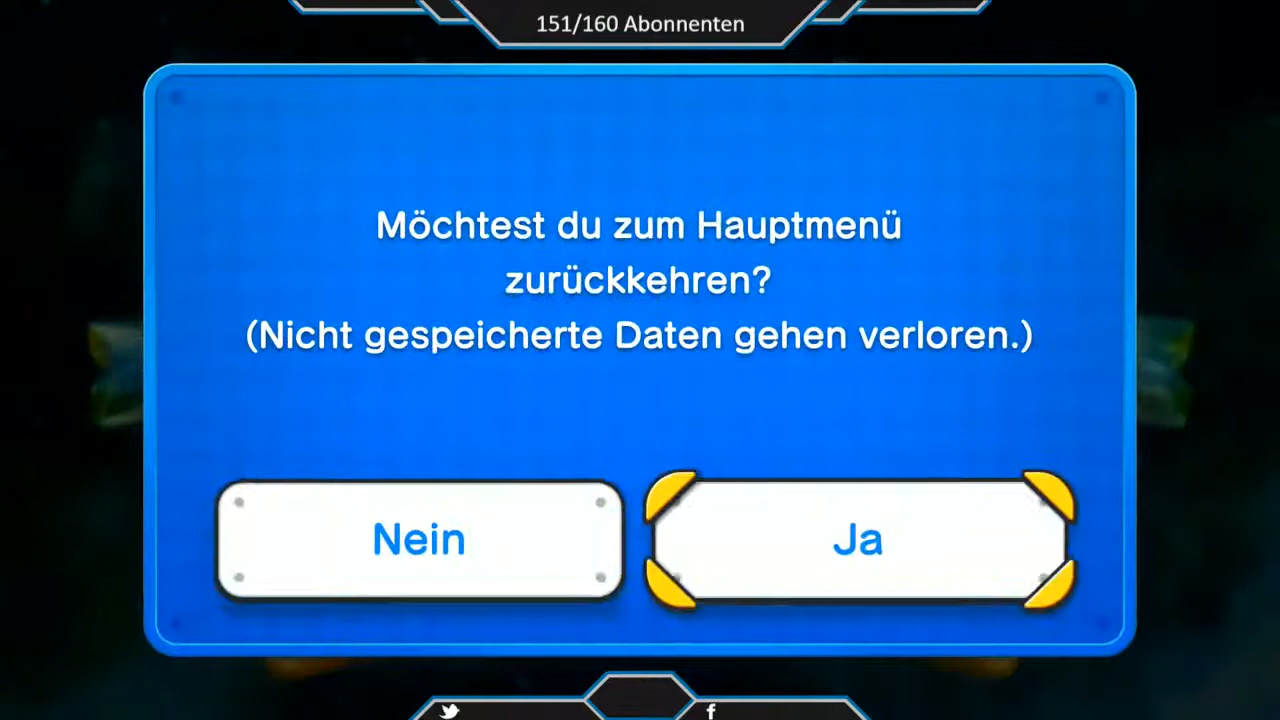 151/160 Abonnenten
Möchtest du zum Hauptmenü
zurückkehren?
(Nicht gespeicherte Daten gehen verloren.)
Nein
Ja